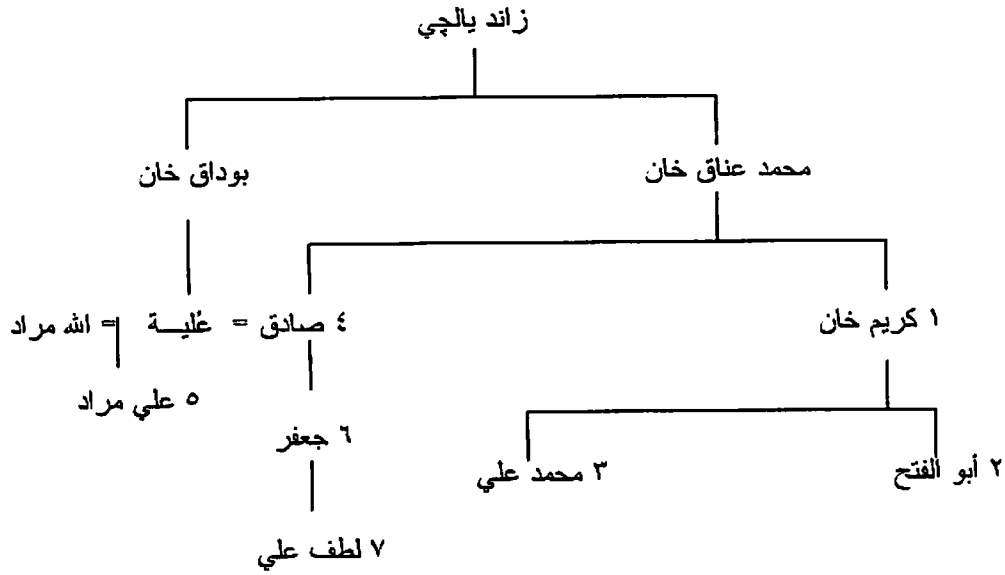 زاند يالچي
محمد عناق خان
بوداق خان
١ كريم خان
٤ صادق = عُلية = الله مراد
٥ علي مراد
٦ جعفر
٢ أبو الفتح
٣ محمد علي
٧ لطف علي